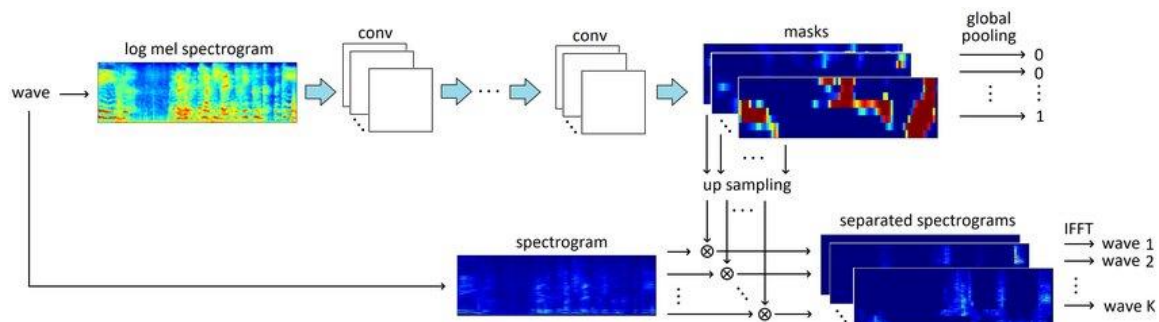 log mel spectrogram
conv
conv
masks
global
pooling
wave
0
0
1
up sampling
spectrogram
separated spectrograms
IFFT
wave 1
wave 2
wave K